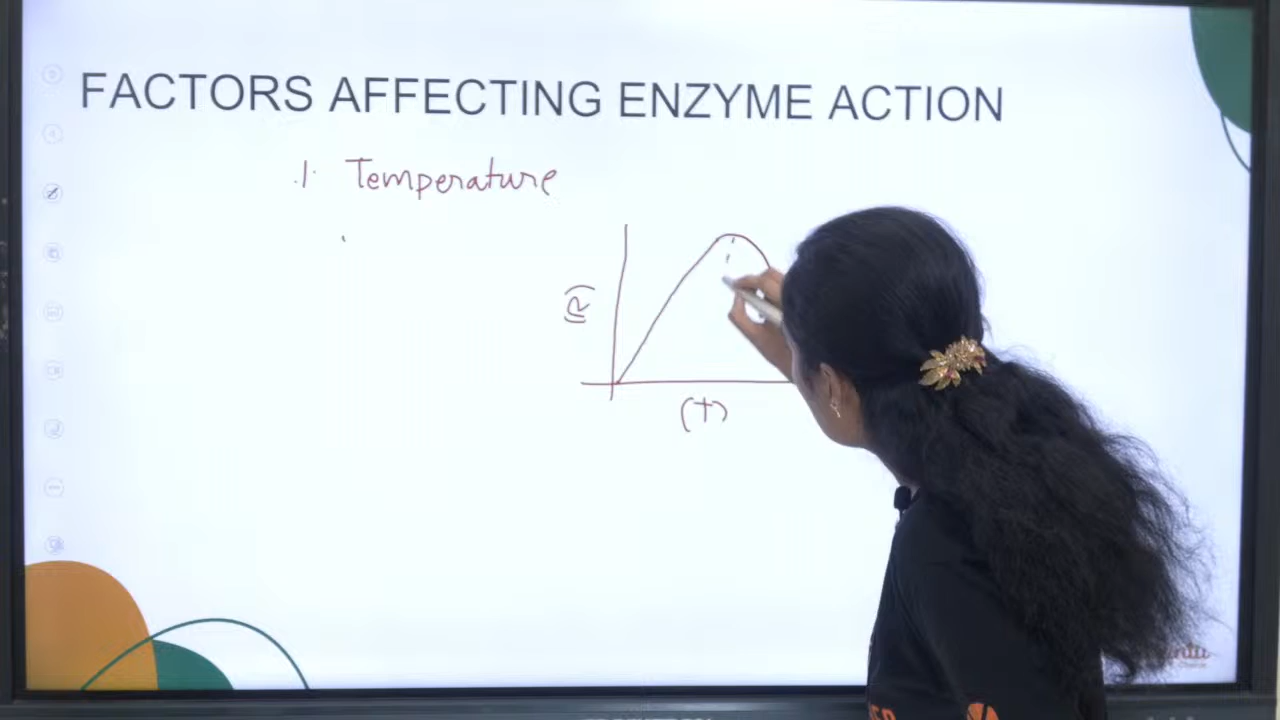 FACTORS AFFECTING ENZYME ACTION
1. Temperature
(R)
(T)